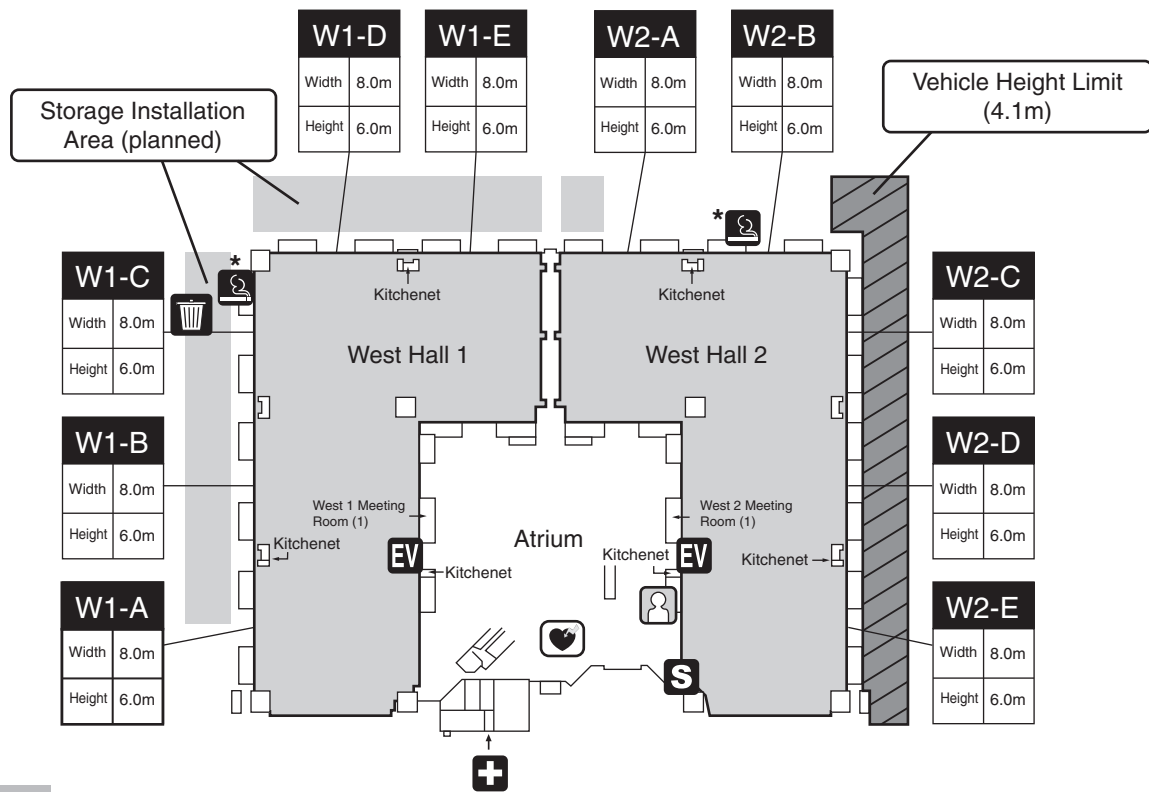 W1-D
Width 8.0m
Height 6.0m
W1-E
Width 8.0m
Height 6.0m
W2-A
Width 8.0m
Height 6.0m
W2-B
Width 8.0m
Height 6.0m
Storage Installation
Area (planned)
Vehicle Height Limit
(4.1m)
*
*
W1-C
Width 8.0m
Height 6.0m
Kitchenet
Kitchenet
W2-C
Width 8.0m
Height 6.0m
West Hall 1
West Hall 2
W1-B
Width 8.0m
Height 6.0m
W2-D
Width 8.0m
Height 6.0m
West 1 Meeting
Room (1)
West 2 Meeting
Room (1)
Atrium
Kitchenet
EV
Kitchenet
Kitchenet
EV
Kitchenet
W1-A
Width 8.0m
Height 6.0m
W2-E
Width 8.0m
Height 6.0m
S